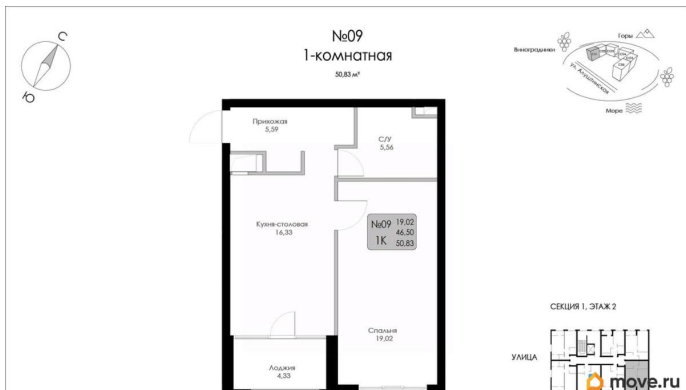 №09
1-комнатная
50,83 м²
С
Ю
Горы
Виноградники
Ул. Алуштинская
Море
Прихожая
5,59
С/У
5,56
Кухня-столовая
16,33
№09 19.02
46.50
1К 50.83
Спальня
19,02
Лоджия
4,33
СЕКЦИЯ 1, ЭТАЖ 2
УЛИЦА
move.ru